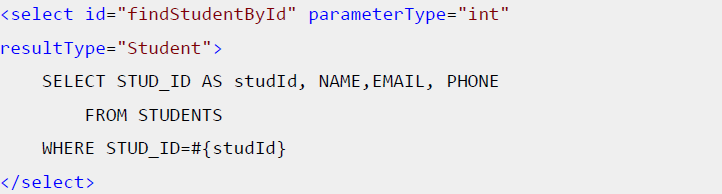 <select id="findStudentById" parameterType="int"
resultType="Student">
    SELECT STUD_ID AS studId, NAME,EMAIL, PHONE
        FROM STUDENTS
    WHERE STUD_ID=#{studId}
</select>